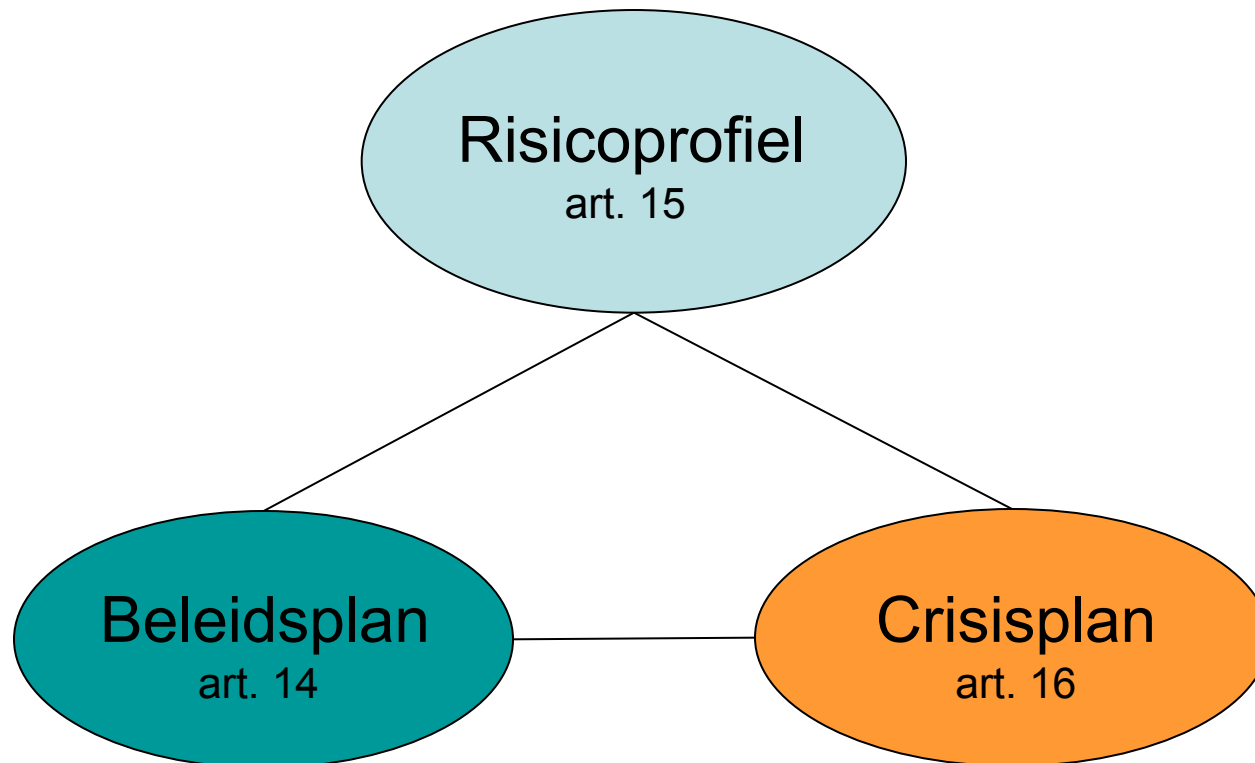 Risicoprofiel
art. 15
Beleidsplan
art. 14
Crisisplan
art. 16